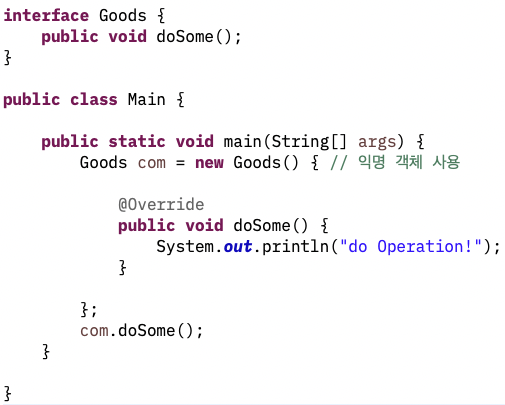 interface Goods {
    public void doSome();
}
public class Main {
    public static void main(String[] args) {
        Goods com = new Goods() { // 익명 객체 사용
            @Override
            public void doSome() {
                System.out.println("do Operation!");
            }
        };
        com.doSome();
    }
}